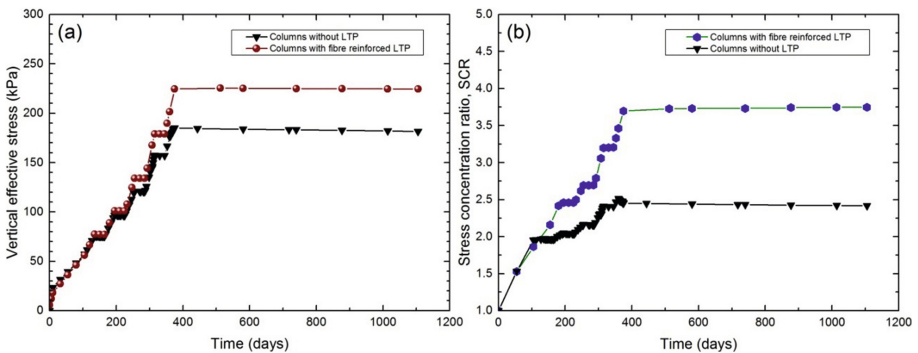 (a)
Columns without LTP
Columns with fibre reinforced LTP
Vertical effective stress (kPa)
300
250
200
150
100
50
0
0 200 400 600 800 1000 1200
Time (days)
(b)
Columns with fibre reinforced LTP
Columns without LTP
Stress concentration ratio, SCR
5.0
4.5
4.0
3.5
3.0
2.5
2.0
1.5
1.0
0 200 400 600 800 1000 1200
Time (days)